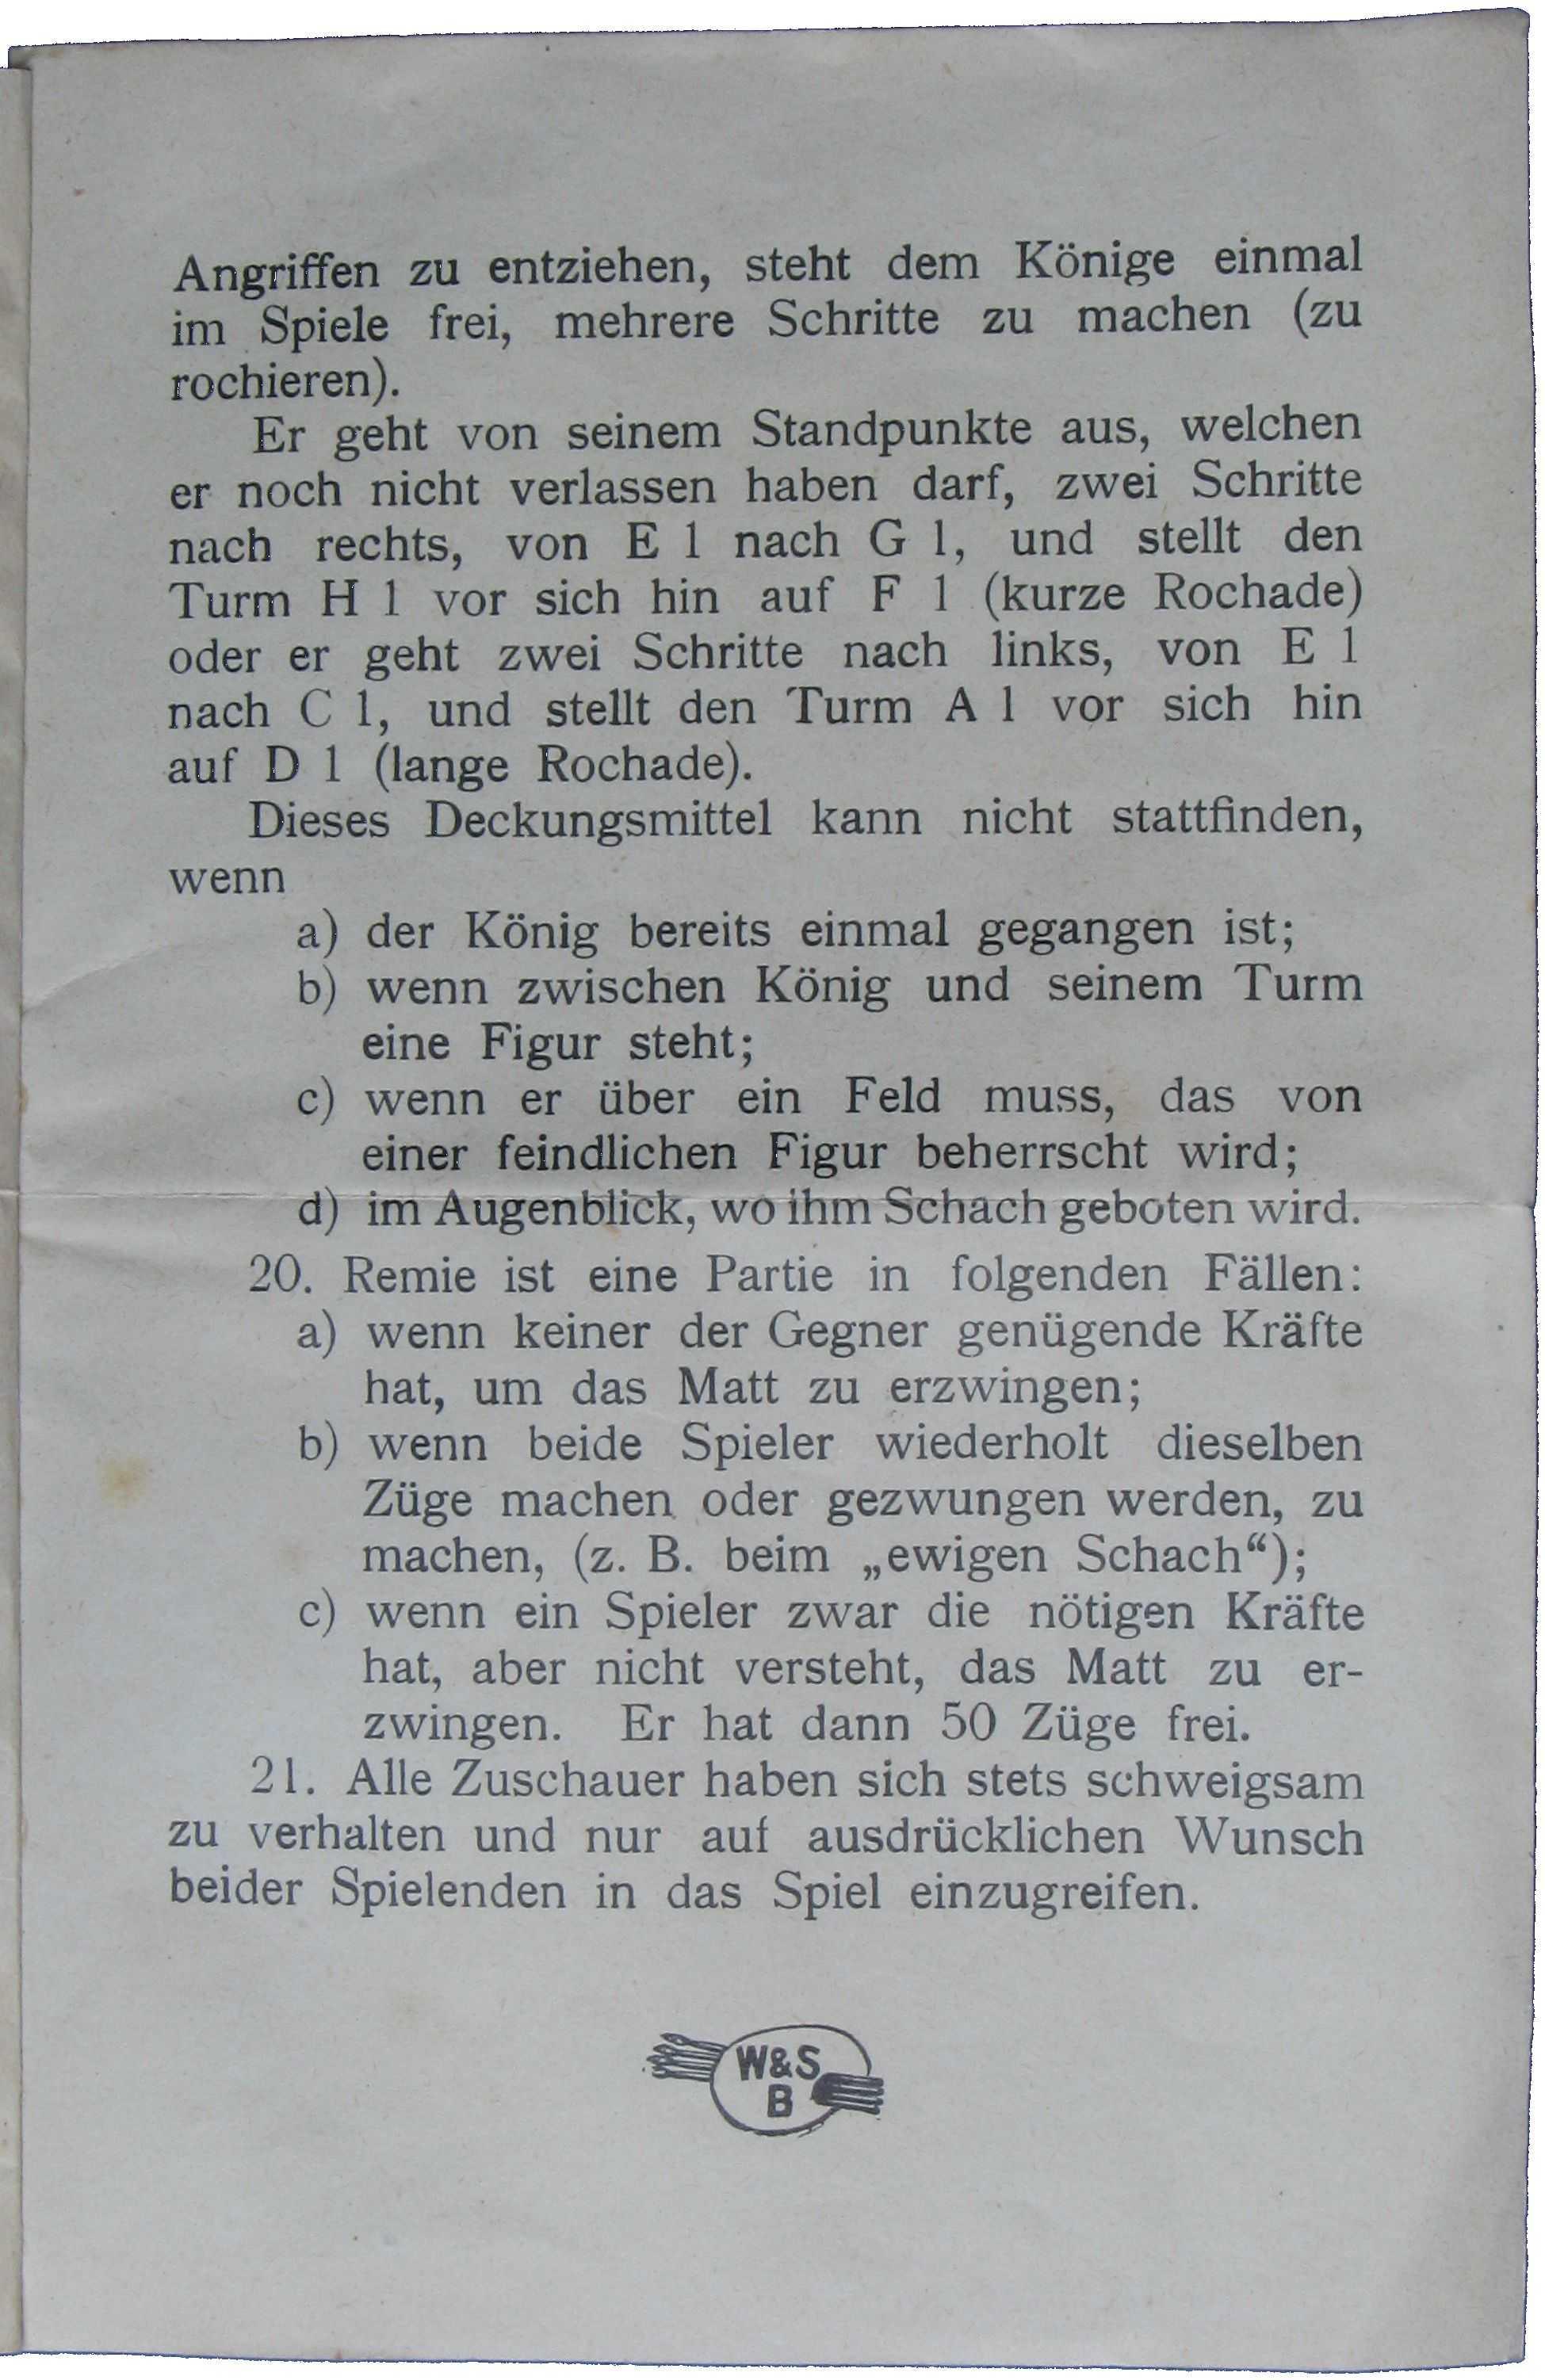 Angriffen zu entziehen, steht dem Könige einmal
im Spiele frei, mehrere Schritte zu machen (zu
rochieren).
Er geht von seinem Standpunkte aus, welchen
er noch nicht verlassen haben darf, zwei Schritte
nach rechts, von E 1 nach G 1, und stellt den
Turm H 1 vor sich hin auf F 1 (kurze Rochade)
oder er geht zwei Schritte nach links, von E 1
nach C 1, und stellt den Turm A 1 vor sich hin
auf D 1 (lange Rochade).
Dieses Deckungsmittel kann nicht stattfinden,
wenn
a) der König bereits einmal gegangen ist;
b) wenn zwischen König und seinem Turm
eine Figur steht;
c) wenn er über ein Feld muss, das von
einer feindlichen Figur beherrscht wird;
d) im Augenblick, wo ihm Schach geboten wird.
20. Remie ist eine Partie in folgenden Fällen:
a) wenn keiner der Gegner genügende Kräfte
hat, um das Matt zu erzwingen;
b) wenn beide Spieler wiederholt dieselben
Züge machen oder gezwungen werden, zu
machen, (z. B. beim „ewigen Schach“);
c) wenn ein Spieler zwar die nötigen Kräfte
hat, aber nicht versteht, das Matt zu er-
zwingen. Er hat dann 50 Züge frei.
21. Alle Zuschauer haben sich stets schweigsam
zu verhalten und nur auf ausdrücklichen Wunsch
beider Spielenden in das Spiel einzugreifen.
W&S
B